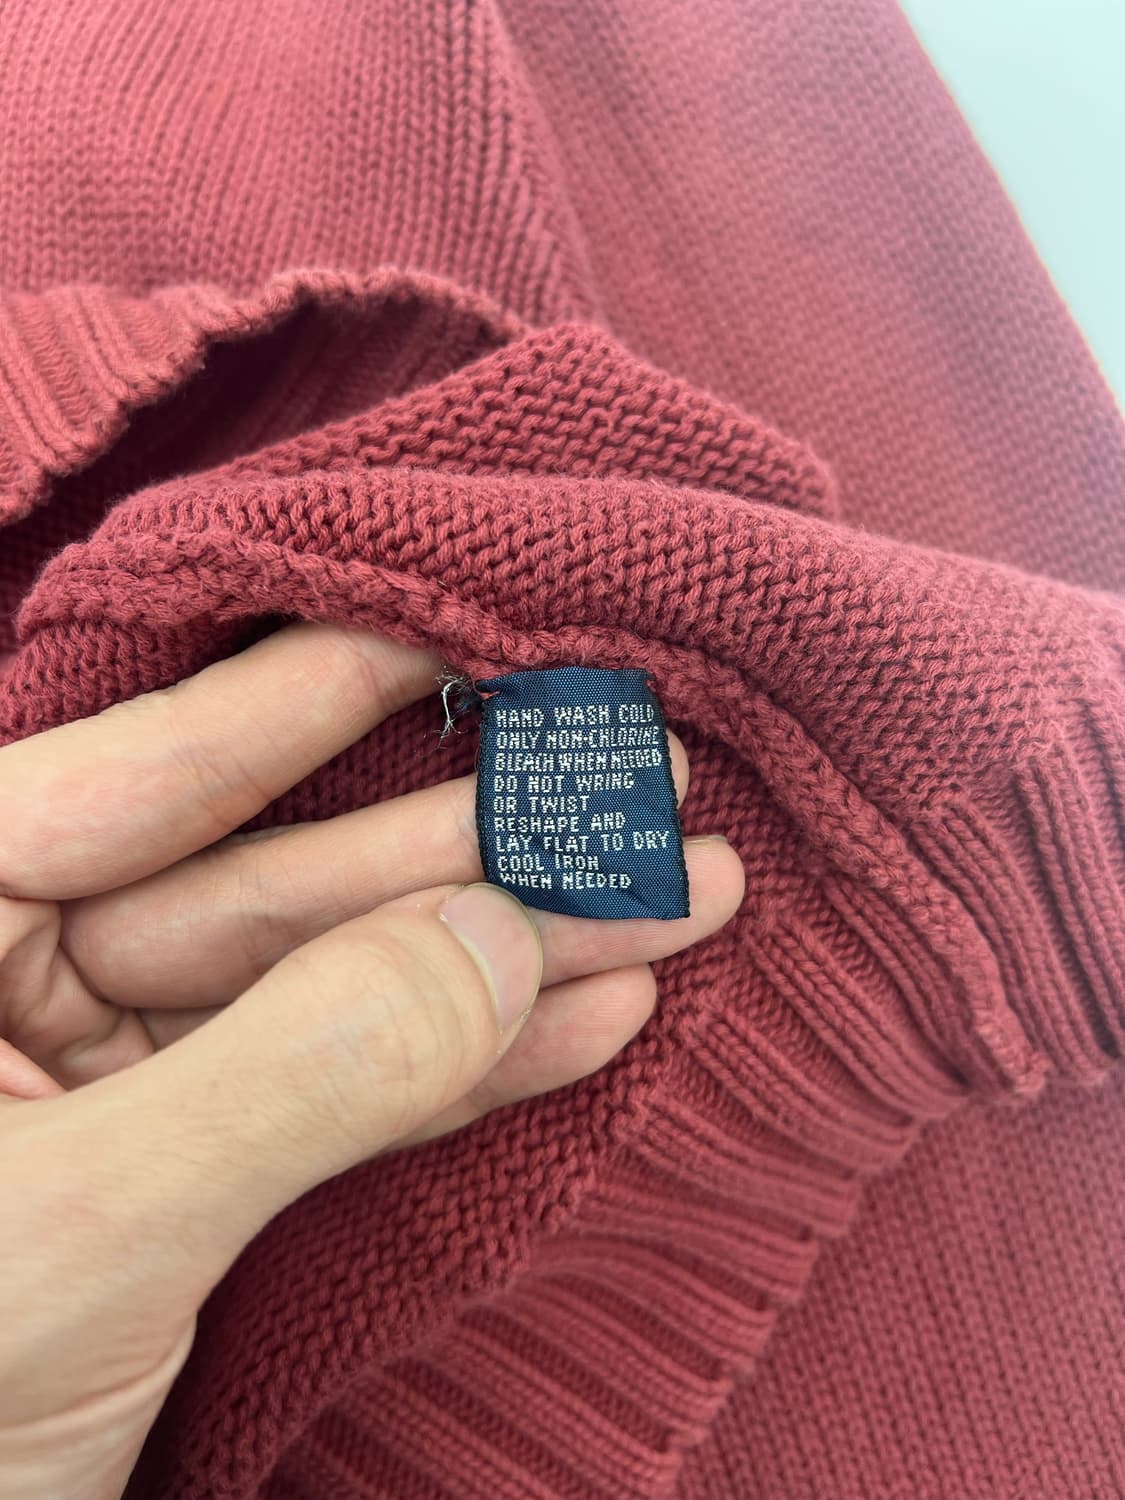 HAND WASH COLD
ONLY NON-CHLORINE
BLEACH WHEN NEEDED
DO NOT WRING
OR TWIST
RESHAPE AND
LAY FLAT TO DRY
COOL IRON
WHEN NEEDED